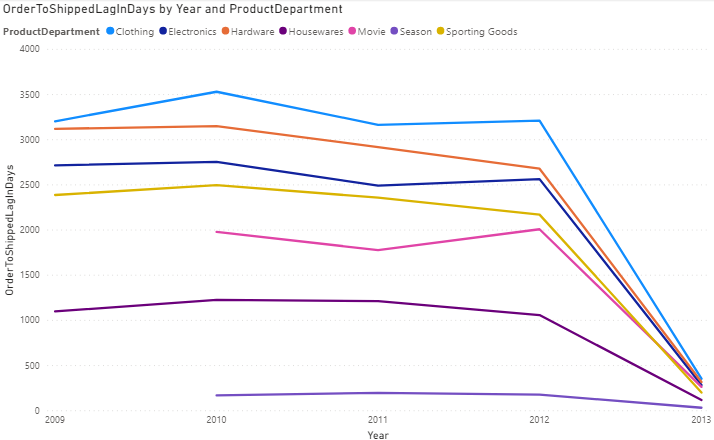 OrderToShippedLagInDays by Year and ProductDepartment
ProductDepartment Clothing Electronics Hardware Housewares Movie Season Sporting Goods
4000
3500
3000
2500
2000
1500
1000
500
0
OrderToShippedLagInDays
2009 2010 2011 2012 2013
Year